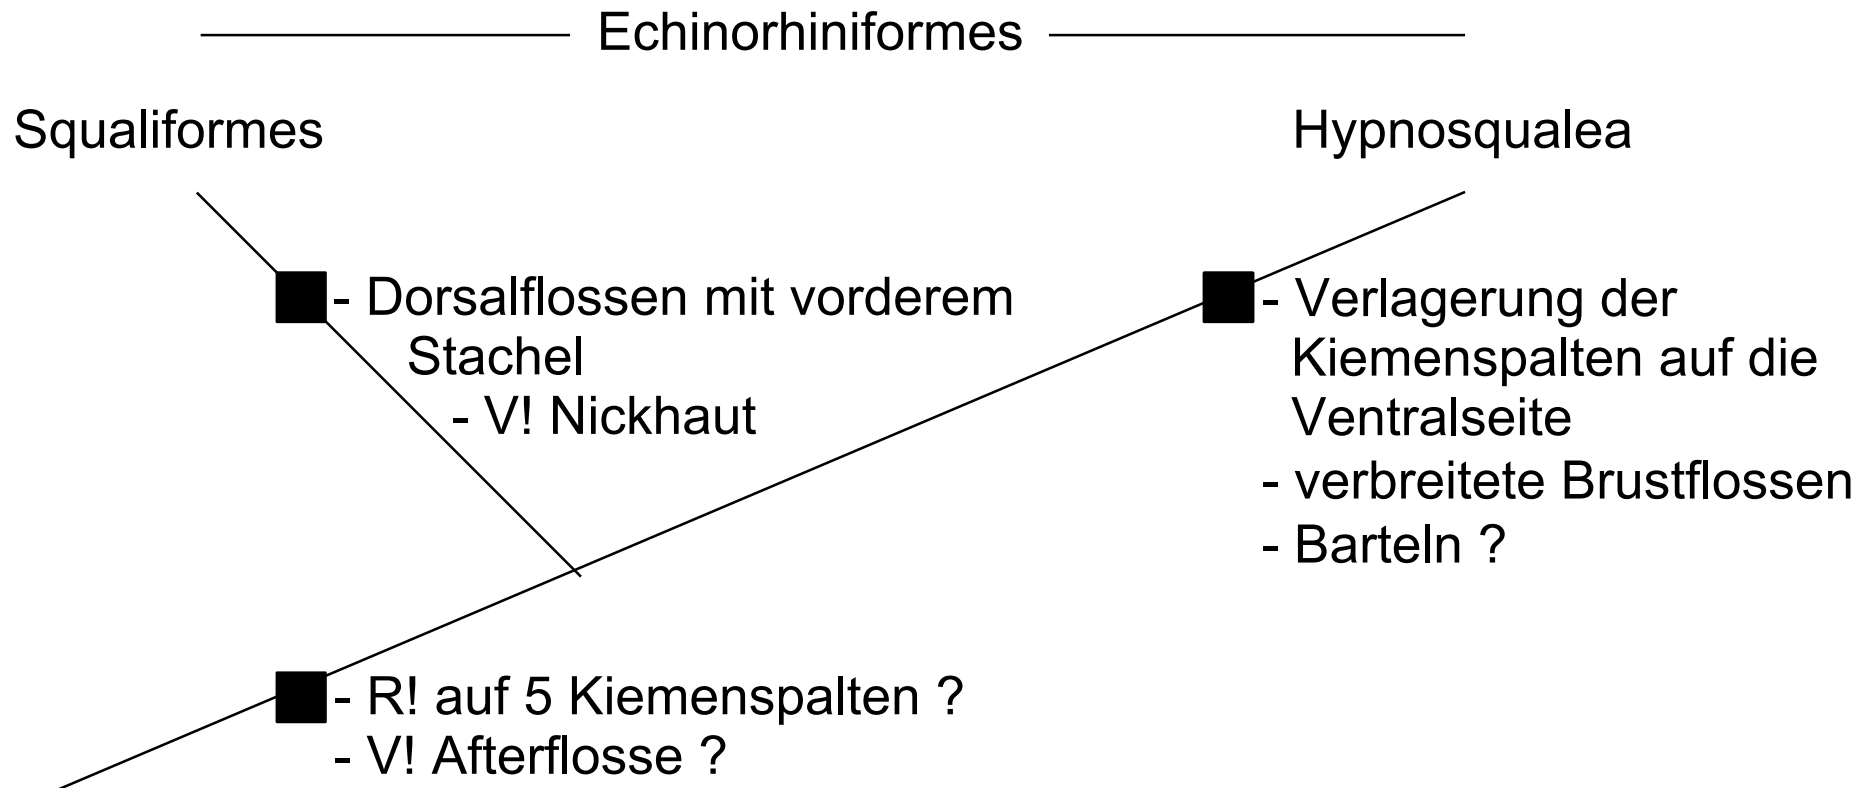 Echinorhiniformes
Squaliformes
Hypnosqualea
- Dorsalflossen mit vorderem
Stachel
- V! Nickhaut
- Verlagerung der
Kiemenspalten auf die
Ventralseite
- verbreitete Brustflossen
- Barteln ?
- R! auf 5 Kiemenspalten ?
- V! Afterflosse ?